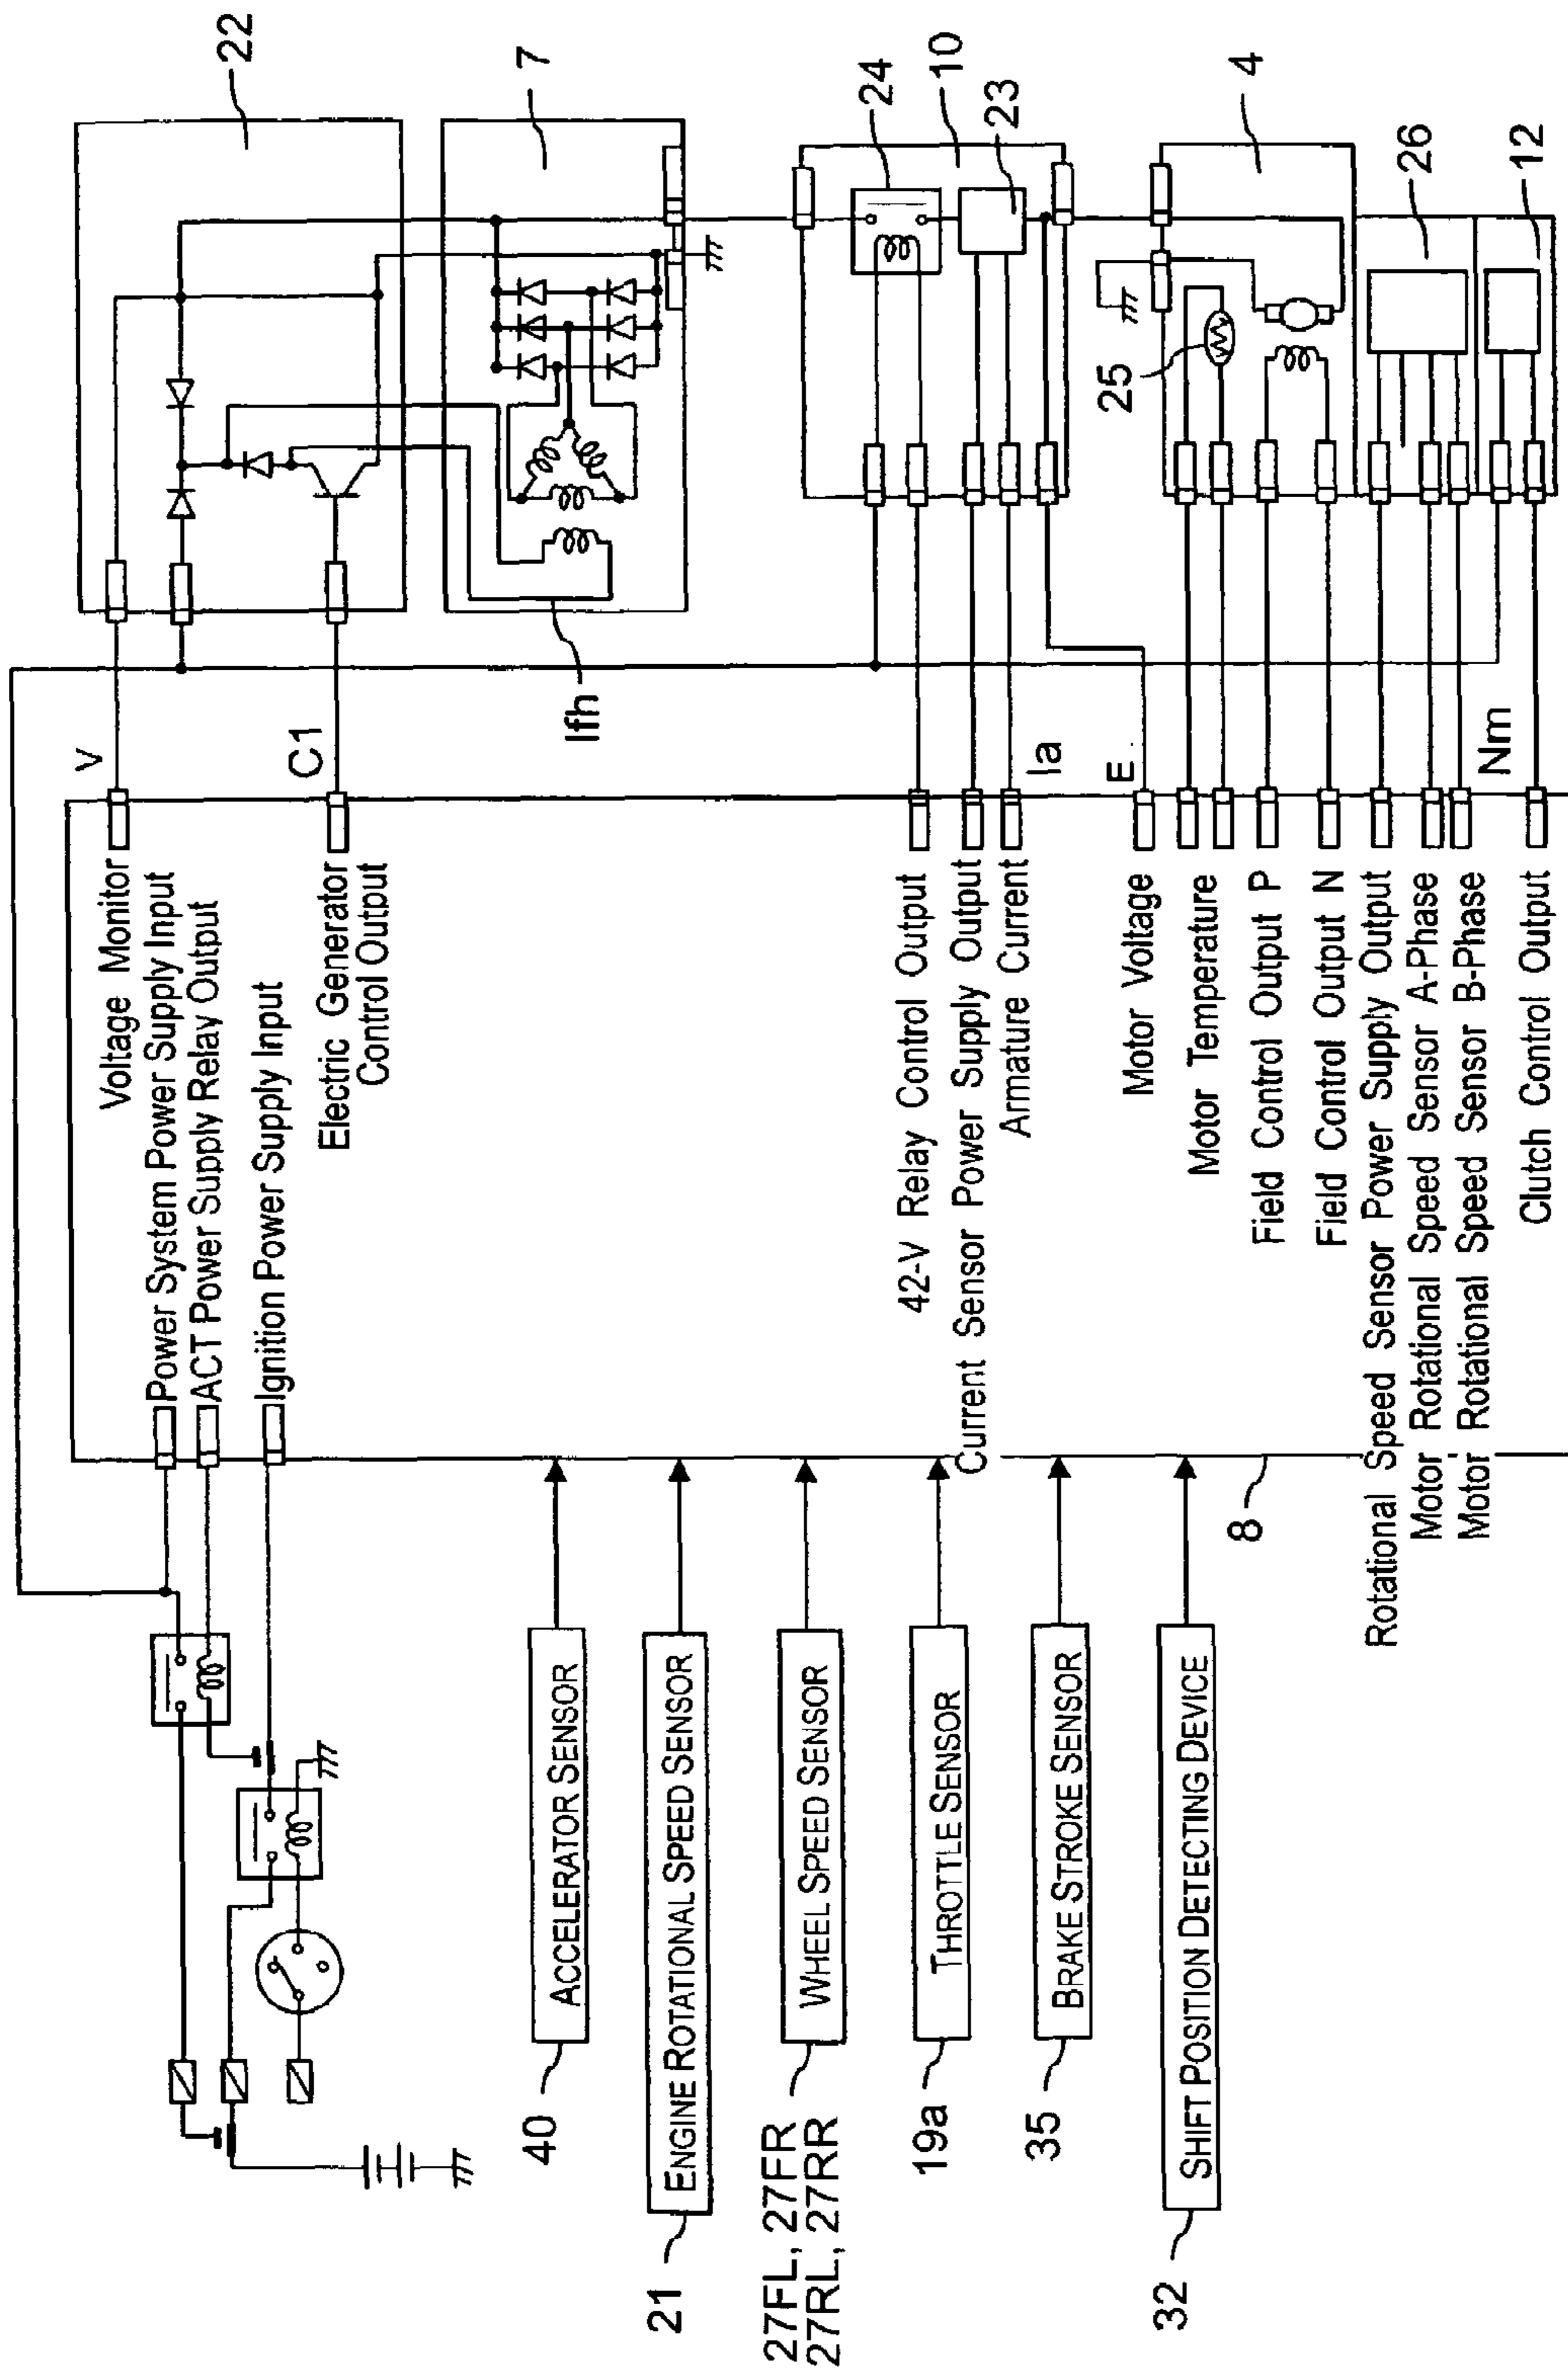 22
7
24
10
23
4
25
26
12
V
C1
Ifh
Ia
E
Nm
Voltage Monitor
Power System Power Supply Input
ACT Power Supply Relay Output
Ignition Power Supply Input
Electric Generator
Control Output
42-V Relay Control Output
Current Sensor Power Supply Output
Armature Current
Motor Voltage
Motor Temperature
Field Control Output P
Field Control Output N
Rotational Speed Sensor Power Supply Output
Motor Rotational Speed Sensor A-Phase
Motor Rotational Speed Sensor B-Phase
Clutch Control Output
8
ACCELERATOR SENSOR
40
ENGINE ROTATIONAL SPEED SENSOR
21
WHEEL SPEED SENSOR
27FL, 27FR
27RL, 27RR
THROTTLE SENSOR
19a
BRAKE STROKE SENSOR
35
SHIFT POSITION DETECTING DEVICE
32